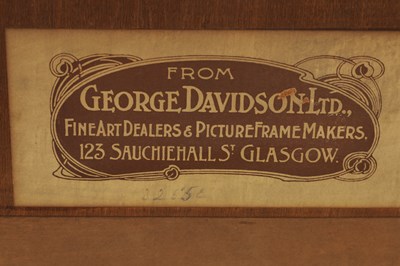 FROM
GEORGE DAVIDSON LTD.,
FINE ART DEALERS & PICTURE FRAME MAKERS,
123 SAUCHIEHALL ST GLASGOW.